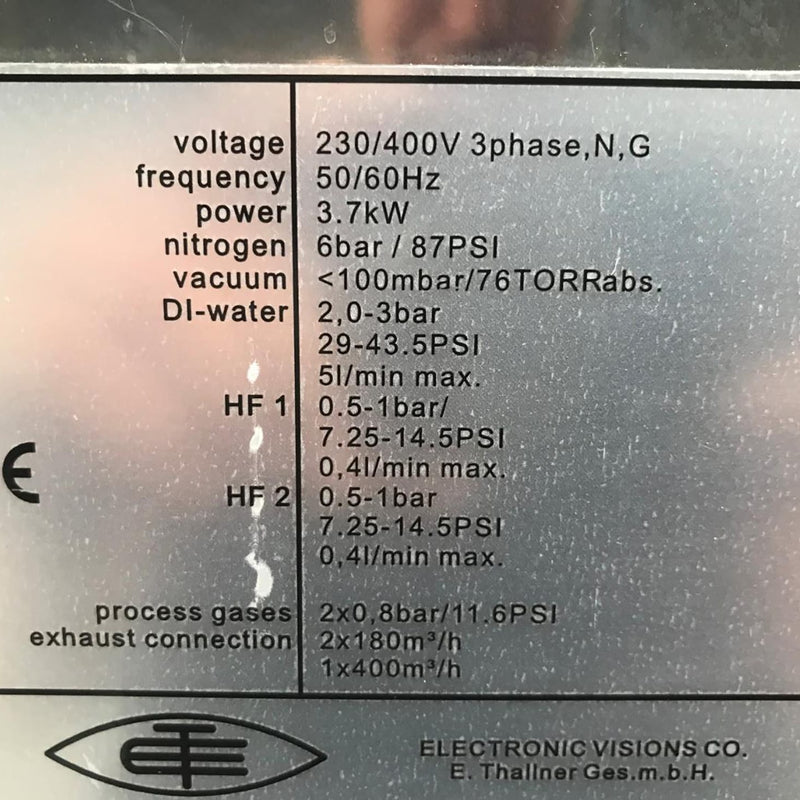 voltage 230/400V 3phase,N,G
frequency 50/60Hz
power 3.7kW
nitrogen 6bar / 87PSI
vacuum <100mbar/76TORRabs.
DI-water 2,0-3bar
29-43.5PSI
5l/min max.
HF 1 0.5-1bar/
7.25-14.5PSI
0,4l/min max.
CE
HF 2 0.5-1bar
7.25-14.5PSI
0,4l/min max.
process gases 2x0,8bar/11.6PSI
exhaust connection 2x180m³/h
1x400m³/h
ELECTRONIC VISIONS CO.
E. Thallner Ges.m.b.H.